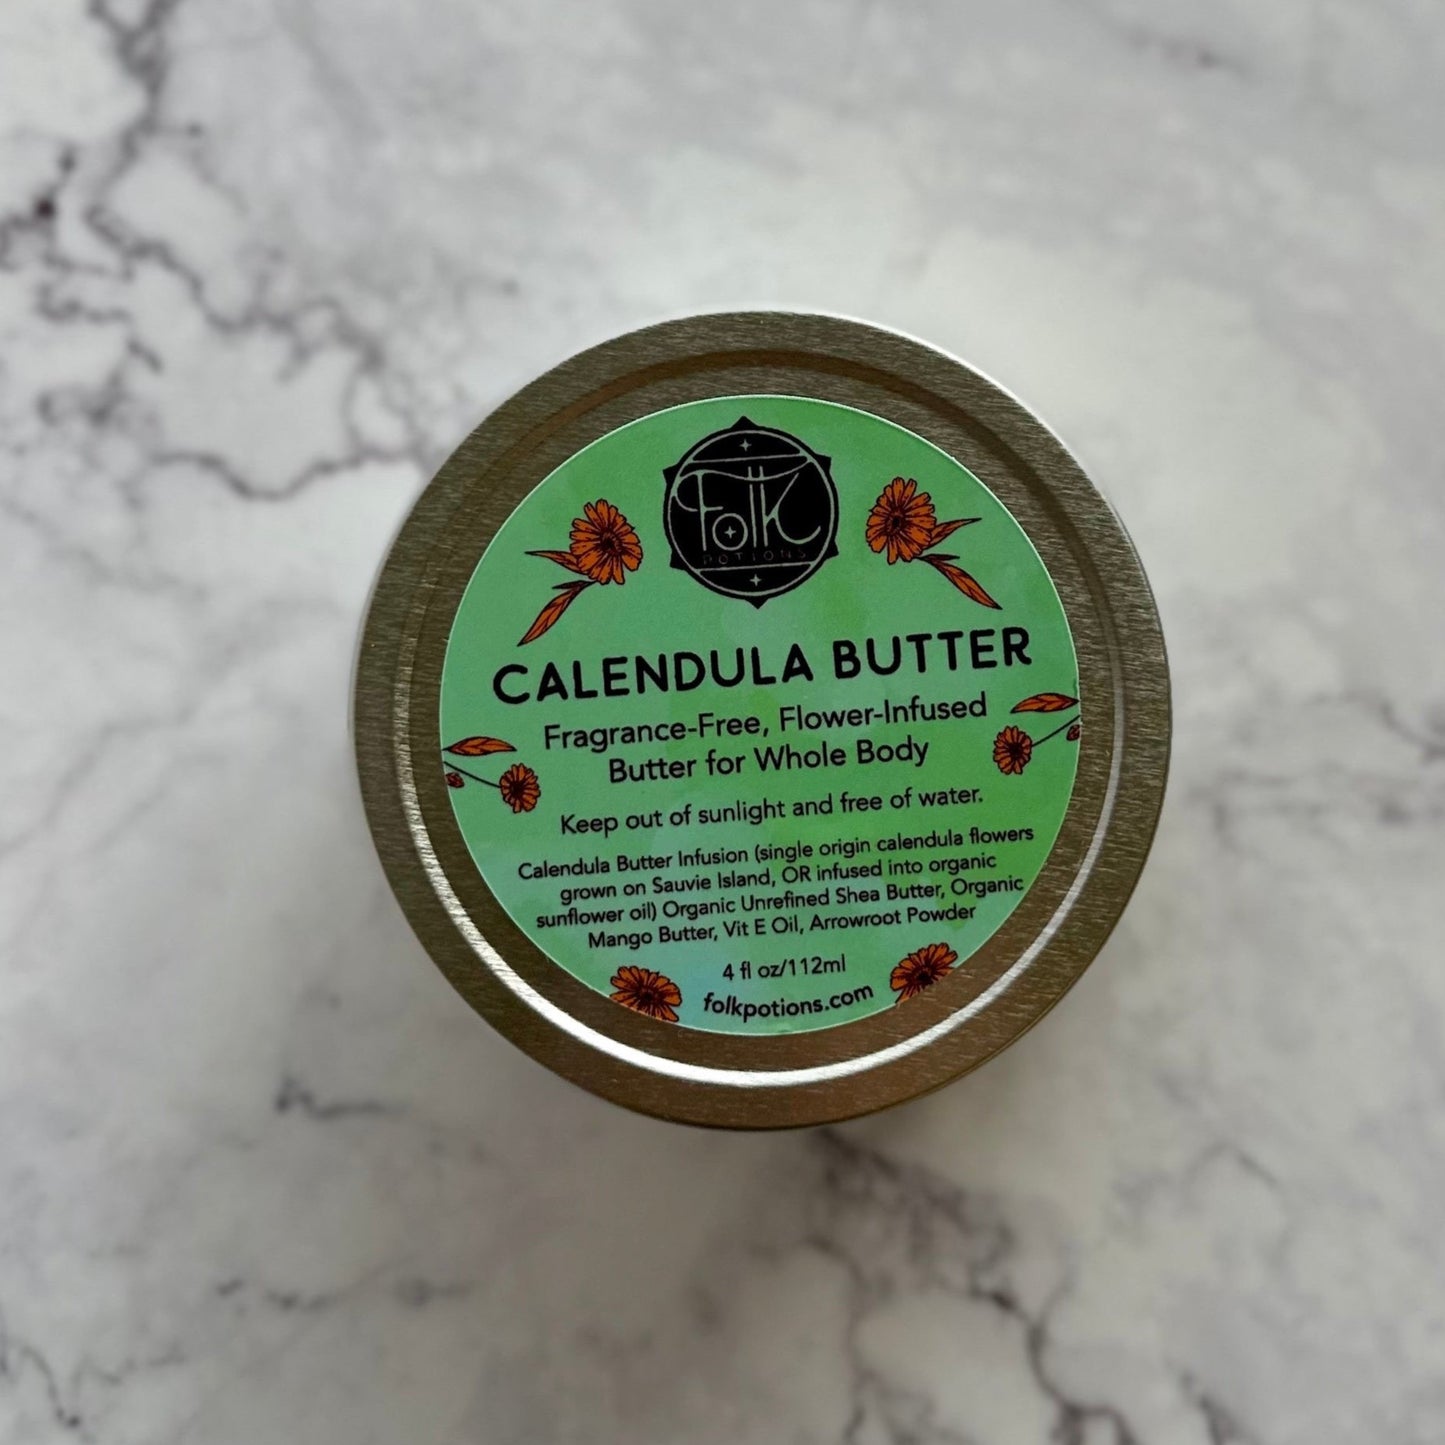 Folk
POTIONS
CALENDULA BUTTER
Fragrance-Free, Flower-Infused
Butter for Whole Body
Keep out of sunlight and free of water.
Calendula Butter Infusion (single origin calendula flowers
grown on Sauvie Island, OR infused into organic
sunflower oil) Organic Unrefined Shea Butter, Organic
Mango Butter, Vit E Oil, Arrowroot Powder
4 fl oz/112ml
folkpotions.com